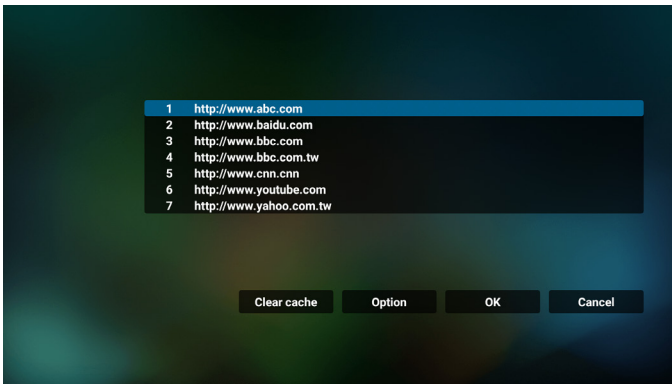 1 http://www.abc.com
2 http://www.baidu.com
3 http://www.bbc.com
4 http://www.bbc.com.tw
5 http://www.cnn.cnn
6 http://www.youtube.com
7 http://www.yahoo.com.tw
Clear cache Option OK Cancel